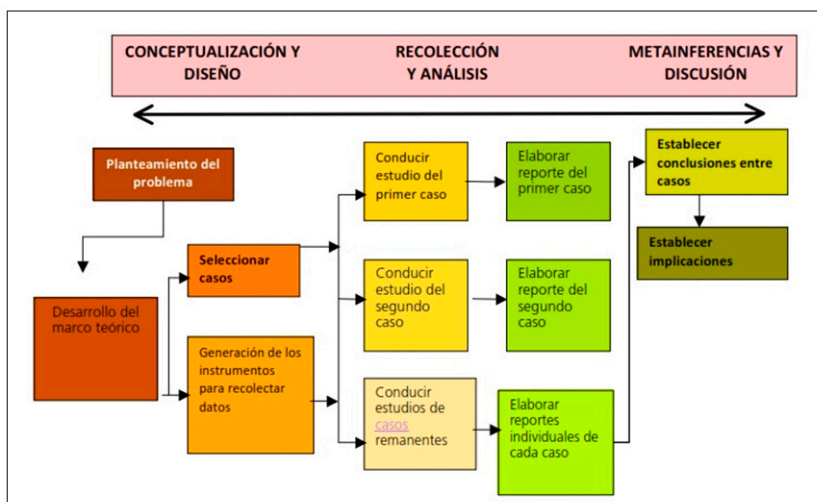 CONCEPTUALIZACIÓN Y
DISEÑO
RECOLECCIÓN
Y ANÁLISIS
METAINFERENCIAS Y
DISCUSIÓN
Planteamiento del
problema
Desarrollo del
marco teórico
Seleccionar
casos
Generación de los
instrumentos
para recolectar
datos
Conducir
estudio del
primer caso
Elaborar
reporte del
primer caso
Conducir
estudio del
segundo
caso
Elaborar
reporte del
segundo
caso
Conducir
estudios de
casos
remanentes
Elaborar
reportes
individuales de
cada caso
Establecer
conclusiones entre
casos
Establecer
implicaciones